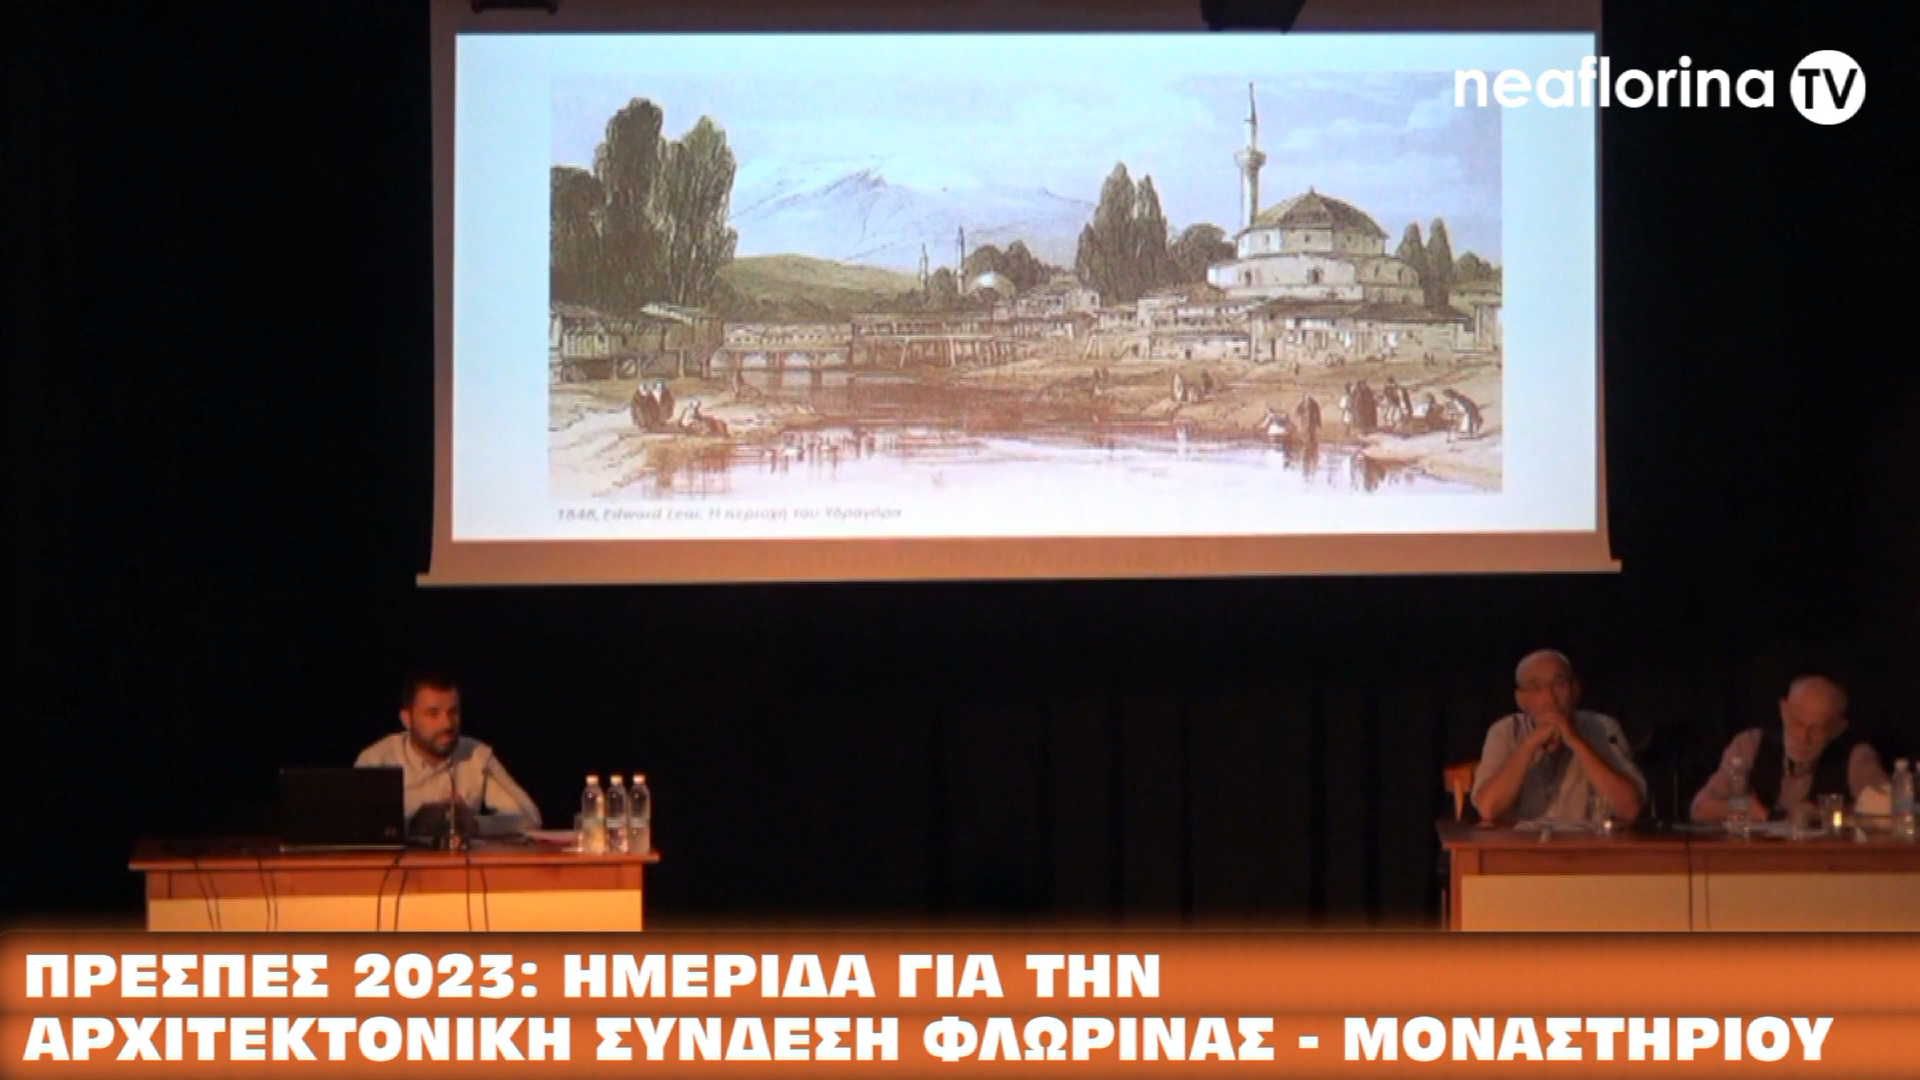 neaflorina TV
1848, Edward Lear. Η περιοχή του Υδραγόρα
ΠΡΕΣΠΕΣ 2023: ΗΜΕΡΙΔΑ ΓΙΑ ΤΗΝ
ΑΡΧΙΤΕΚΤΟΝΙΚΗ ΣΥΝΔΕΣΗ ΦΛΩΡΙΝΑΣ - ΜΟΝΑΣΤΗΡΙΟΥ